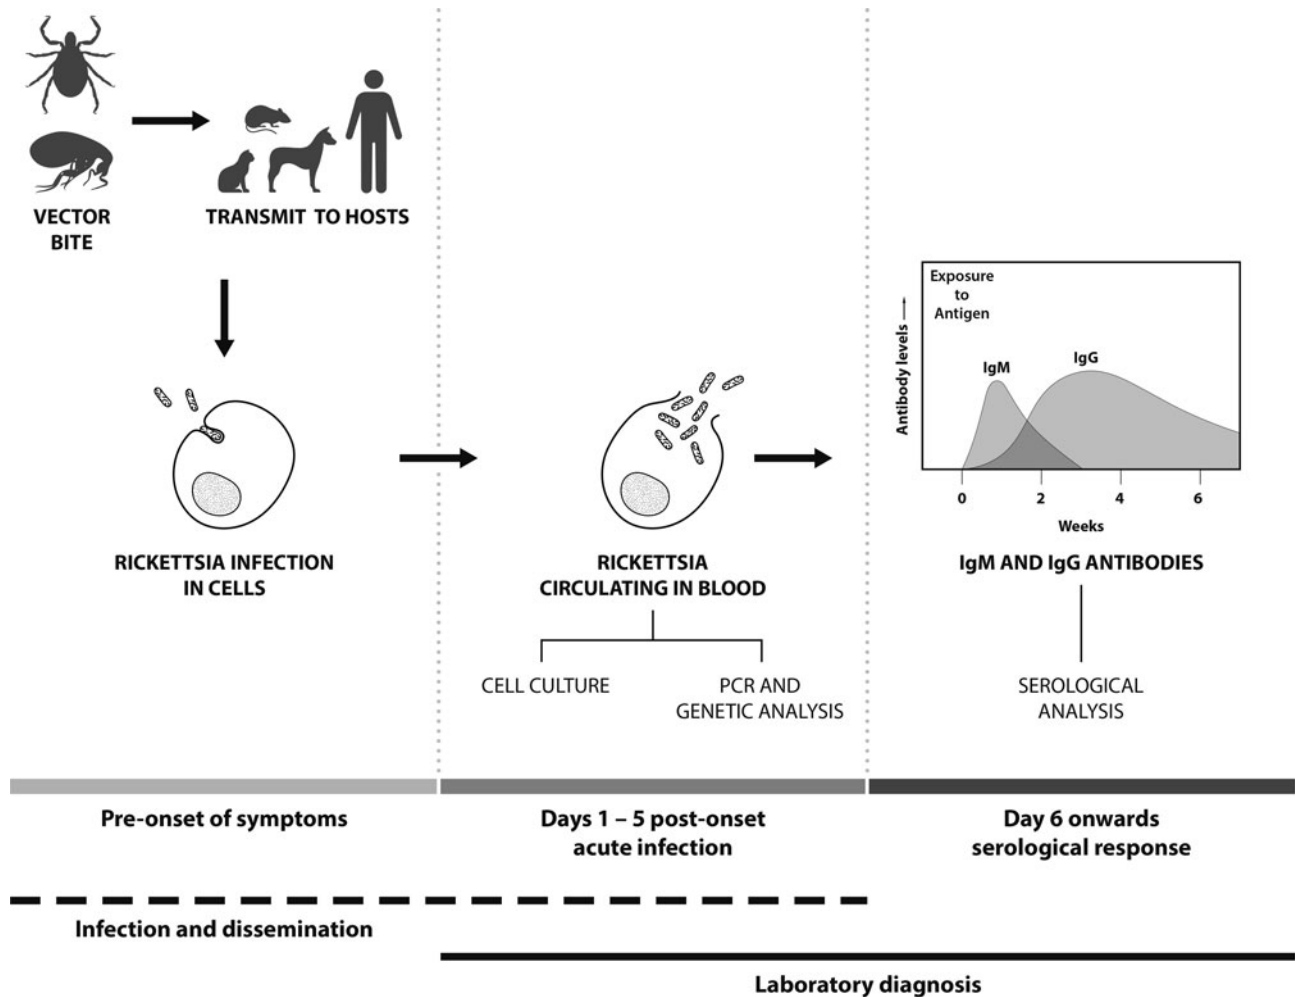 VECTOR
BITE
TRANSMIT TO HOSTS
RICKETTSIA INFECTION
IN CELLS
RICKETTSIA
CIRCULATING IN BLOOD
CELL CULTURE
PCR AND
GENETIC ANALYSIS
Exposure
to
Antigen
Antibody levels
IgM
IgG
0
2
4
6
Weeks
IgM AND IgG ANTIBODIES
SEROLOGICAL
ANALYSIS
Pre-onset of symptoms
Days 1 – 5 post-onset
acute infection
Day 6 onwards
serological response
Infection and dissemination
Laboratory diagnosis